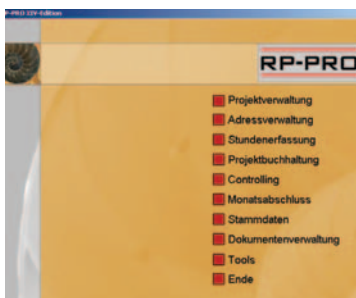 RP-PRO
Projektverwaltung
Adressverwaltung
Stundenerfassung
Projektbuchhaltung
Controlling
Monatsabschluss
Stammdaten
Dokumentenverwaltung
Tools
Ende